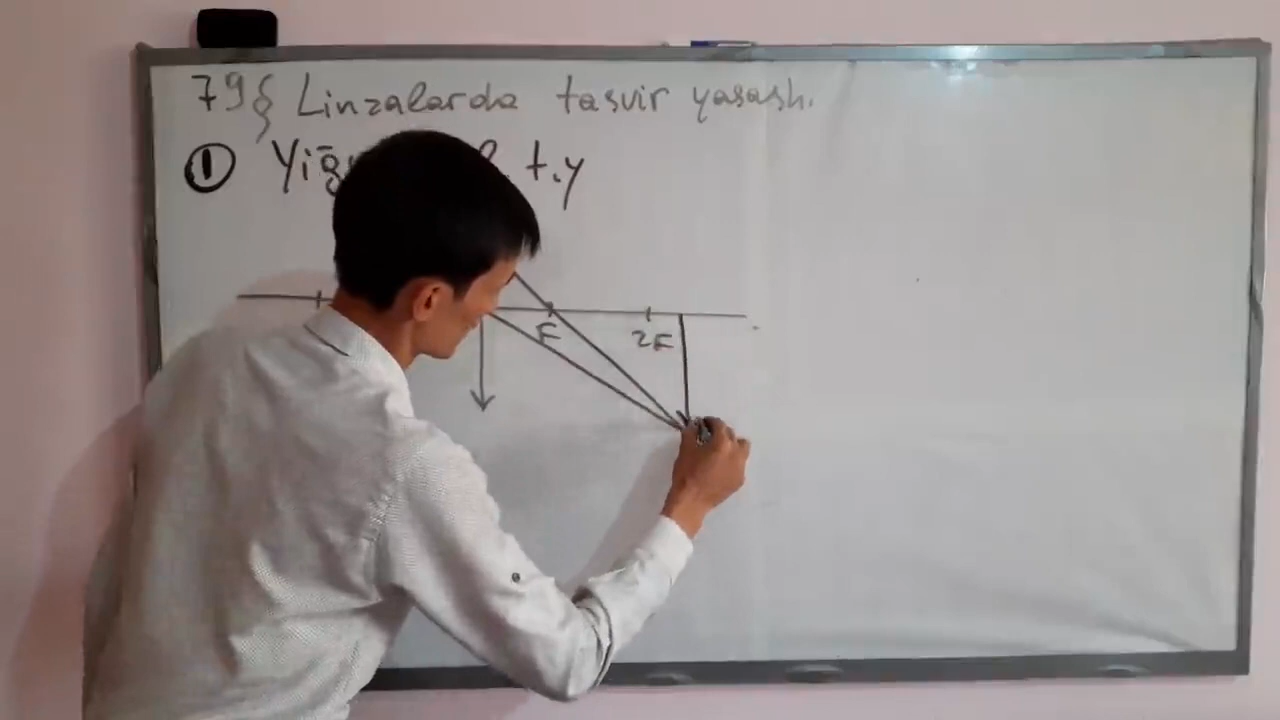 79§ Linzalarda tasvir yasash.
① t.y
F
2F